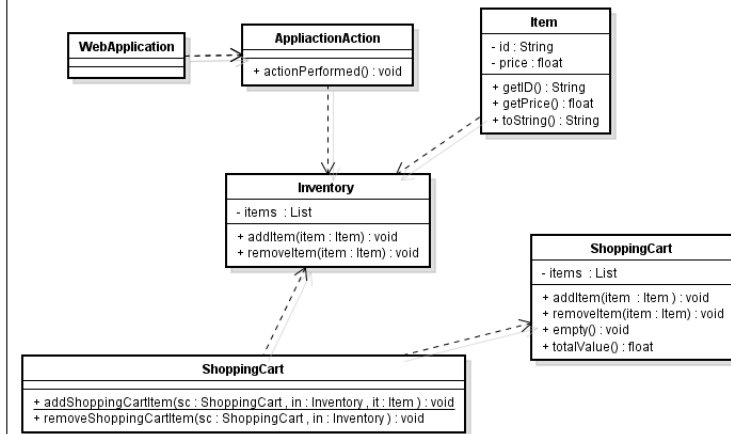 WebApplication
AppliactionAction
+ actionPerformed() : void
Item
- id : String
- price : float
+ getID() : String
+ getPrice() : float
+ toString() : String
Inventory
- items : List
+ addItem(item : Item) : void
+ removeItem(item : Item) : void
ShoppingCart
- items : List
+ addItem(item : Item ) : void
+ removeItem(item : Item) : void
+ empty() : void
+ totalValue() : float
ShoppingCart
+ addShoppingCartItem(sc : ShoppingCart , in : Inventory , it : Item ) : void
+ removeShoppingCartItem(sc : ShoppingCart , in : Inventory ) : void